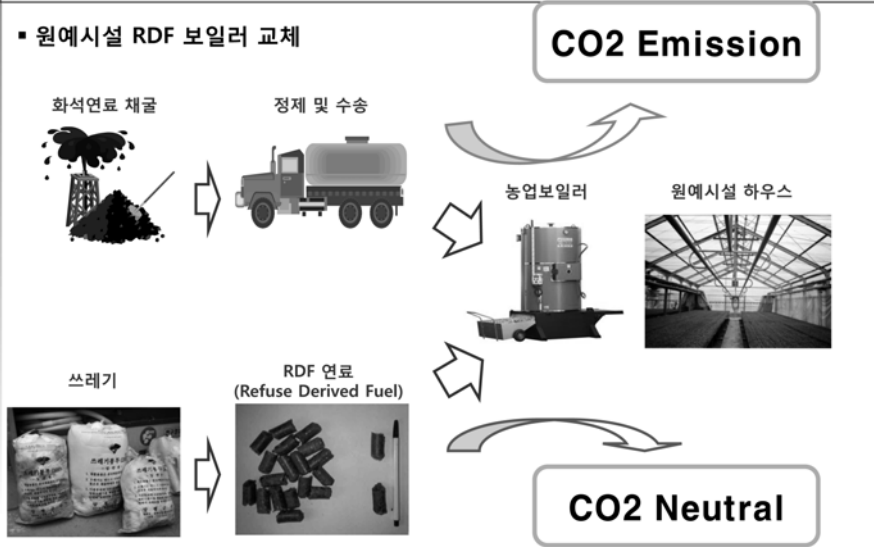 ▪ 원예시설 RDF 보일러 교체
CO2 Emission
화석연료 채굴
정제 및 수송
농업보일러
원예시설 하우스
쓰레기
RDF 연료
(Refuse Derived Fuel)
CO2 Neutral